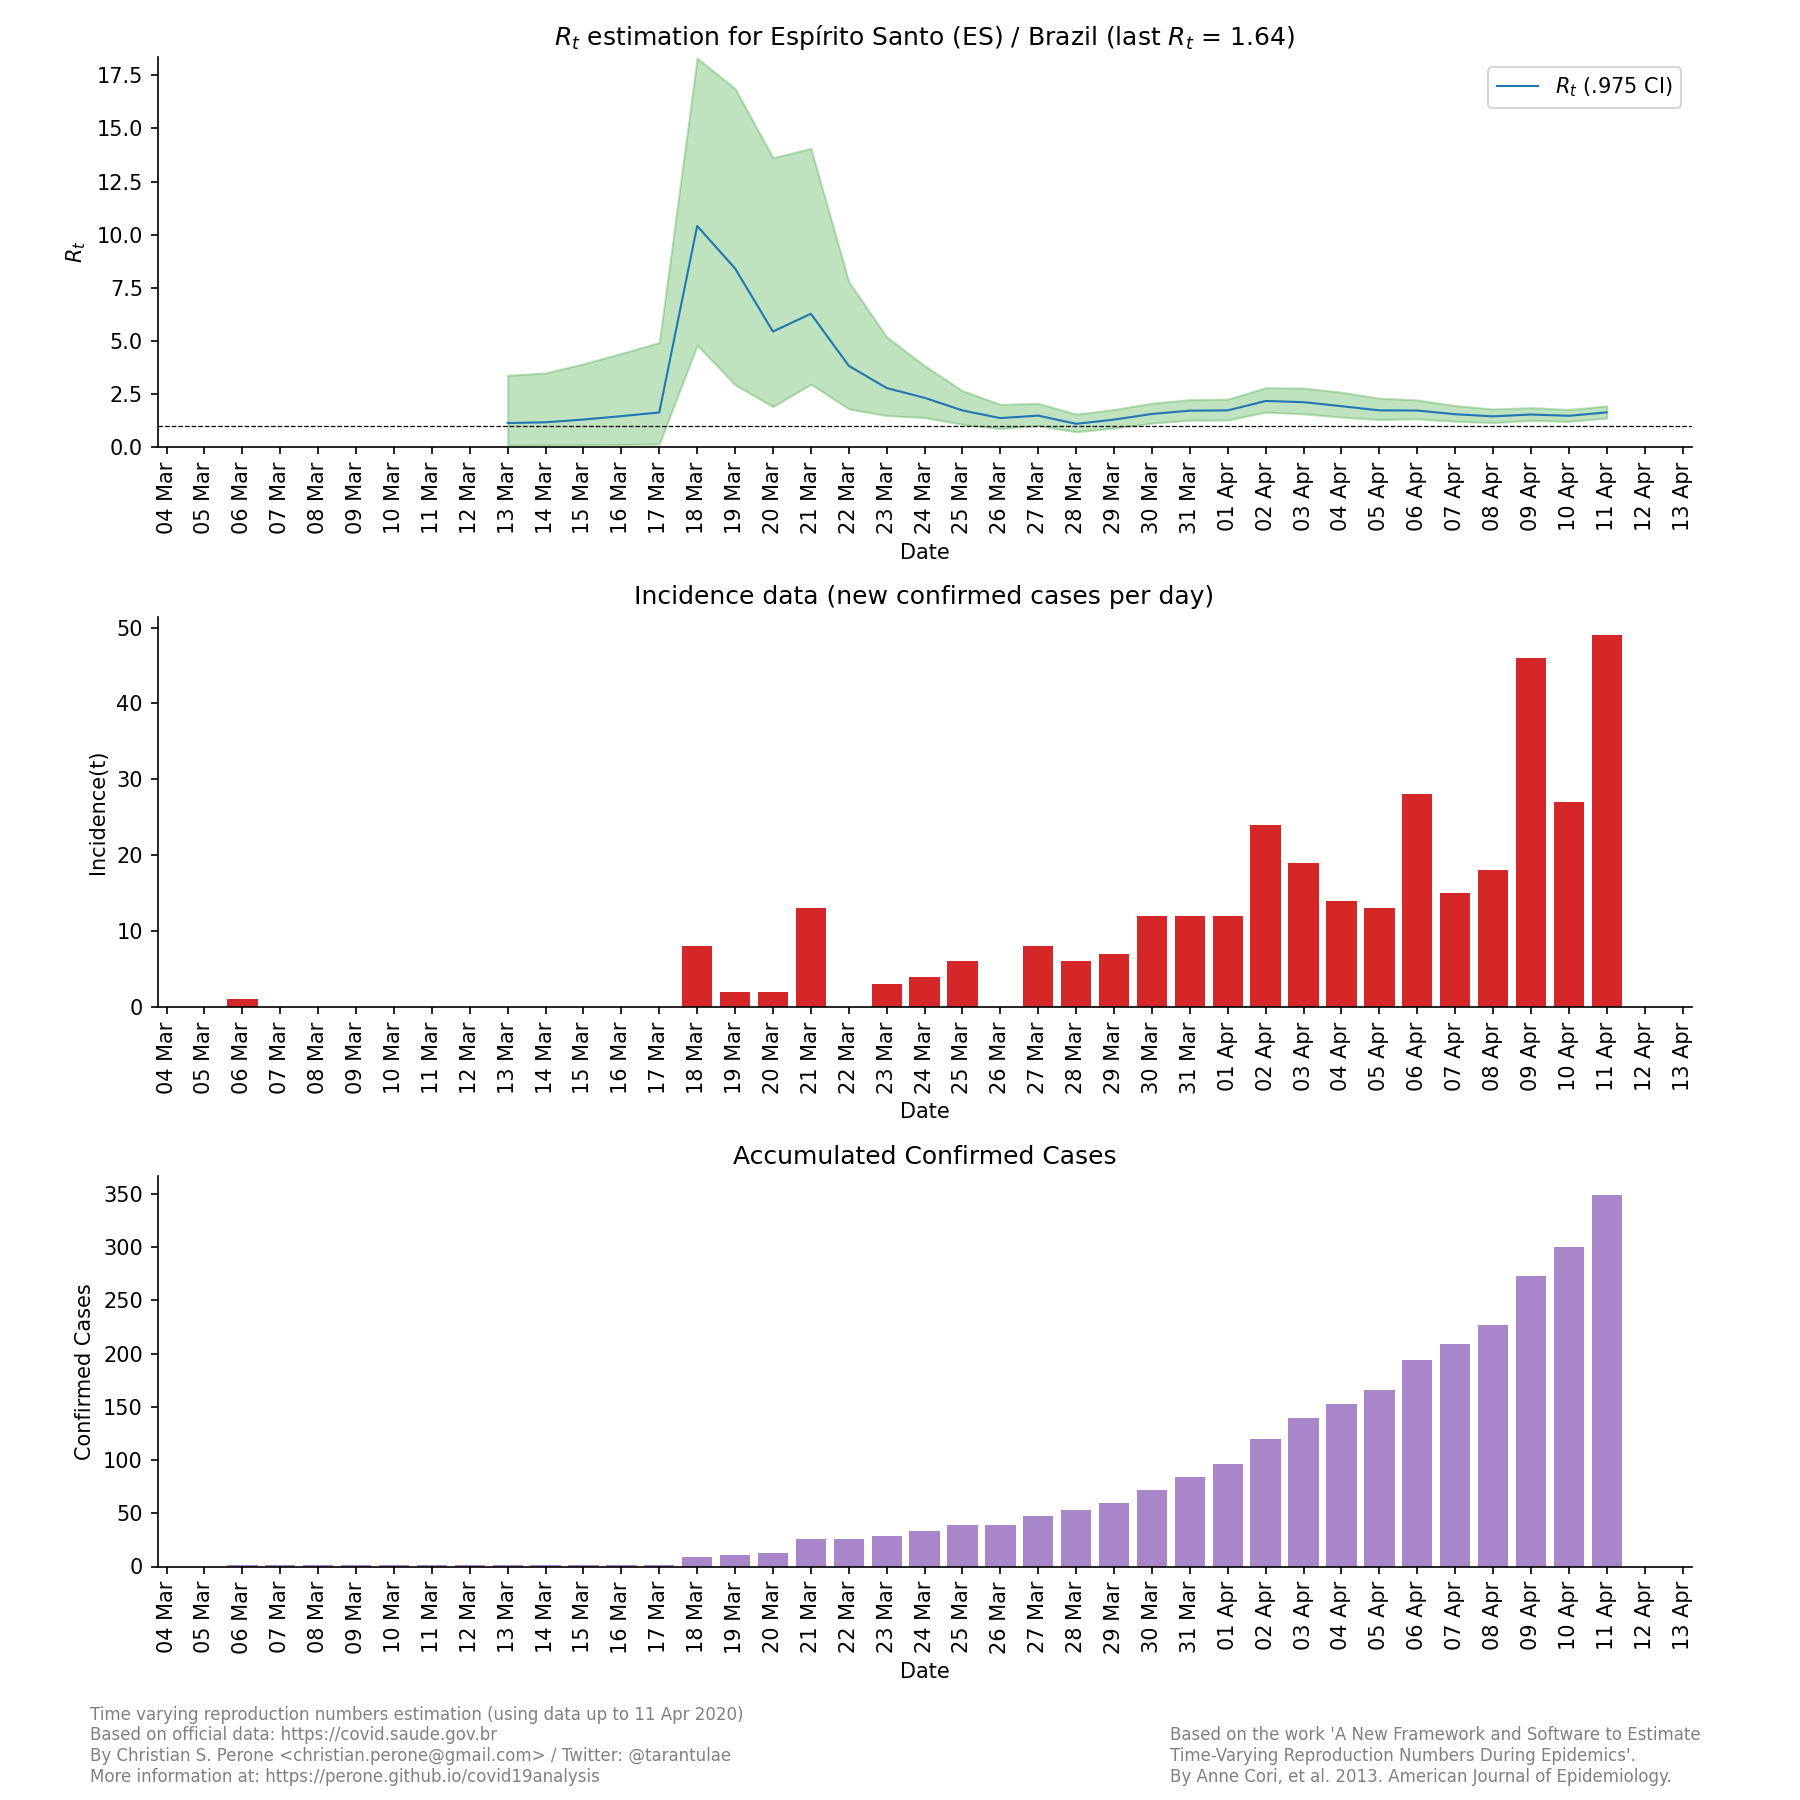 R_t estimation for Espírito Santo (ES) / Brazil (last R_t = 1.64)
R_t (.975 CI)
17.5
15.0
12.5
10.0
7.5
5.0
2.5
0.0
R_t
04 Mar 05 Mar 06 Mar 07 Mar 08 Mar 09 Mar 10 Mar 11 Mar 12 Mar 13 Mar 14 Mar 15 Mar 16 Mar 17 Mar 18 Mar 19 Mar 20 Mar 21 Mar 22 Mar 23 Mar 24 Mar 25 Mar 26 Mar 27 Mar 28 Mar 29 Mar 30 Mar 31 Mar 01 Apr 02 Apr 03 Apr 04 Apr 05 Apr 06 Apr 07 Apr 08 Apr 09 Apr 10 Apr 11 Apr 12 Apr 13 Apr
Date
Incidence data (new confirmed cases per day)
50
40
30
20
10
0
Incidence(t)
04 Mar 05 Mar 06 Mar 07 Mar 08 Mar 09 Mar 10 Mar 11 Mar 12 Mar 13 Mar 14 Mar 15 Mar 16 Mar 17 Mar 18 Mar 19 Mar 20 Mar 21 Mar 22 Mar 23 Mar 24 Mar 25 Mar 26 Mar 27 Mar 28 Mar 29 Mar 30 Mar 31 Mar 01 Apr 02 Apr 03 Apr 04 Apr 05 Apr 06 Apr 07 Apr 08 Apr 09 Apr 10 Apr 11 Apr 12 Apr 13 Apr
Date
Accumulated Confirmed Cases
350
300
250
200
150
100
50
0
Confirmed Cases
04 Mar 05 Mar 06 Mar 07 Mar 08 Mar 09 Mar 10 Mar 11 Mar 12 Mar 13 Mar 14 Mar 15 Mar 16 Mar 17 Mar 18 Mar 19 Mar 20 Mar 21 Mar 22 Mar 23 Mar 24 Mar 25 Mar 26 Mar 27 Mar 28 Mar 29 Mar 30 Mar 31 Mar 01 Apr 02 Apr 03 Apr 04 Apr 05 Apr 06 Apr 07 Apr 08 Apr 09 Apr 10 Apr 11 Apr 12 Apr 13 Apr
Date
Time varying reproduction numbers estimation (using data up to 11 Apr 2020)
Based on official data: https://covid.saude.gov.br
By Christian S. Perone <christian.perone@gmail.com> / Twitter: @tarantulae
More information at: https://perone.github.io/covid19analysis
Based on the work 'A New Framework and Software to Estimate
Time-Varying Reproduction Numbers During Epidemics'.
By Anne Cori, et al. 2013. American Journal of Epidemiology.